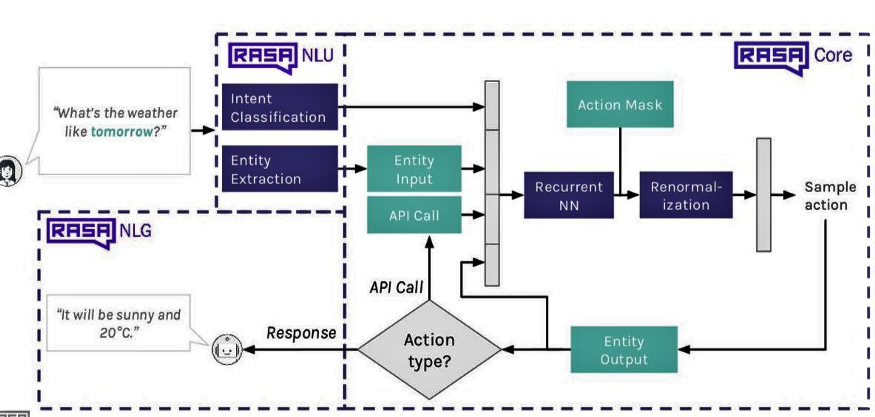 RASA NLU
RASA Core
Intent
Classification
Action Mask
"What's the weather
like tomorrow?"
Entity
Extraction
Entity
Input
Recurrent
NN
Renormal-
ization
Sample
action
API Call
RASA NLG
API Call
"It will be sunny and
20°C."
Response
Action
type?
Entity
Output